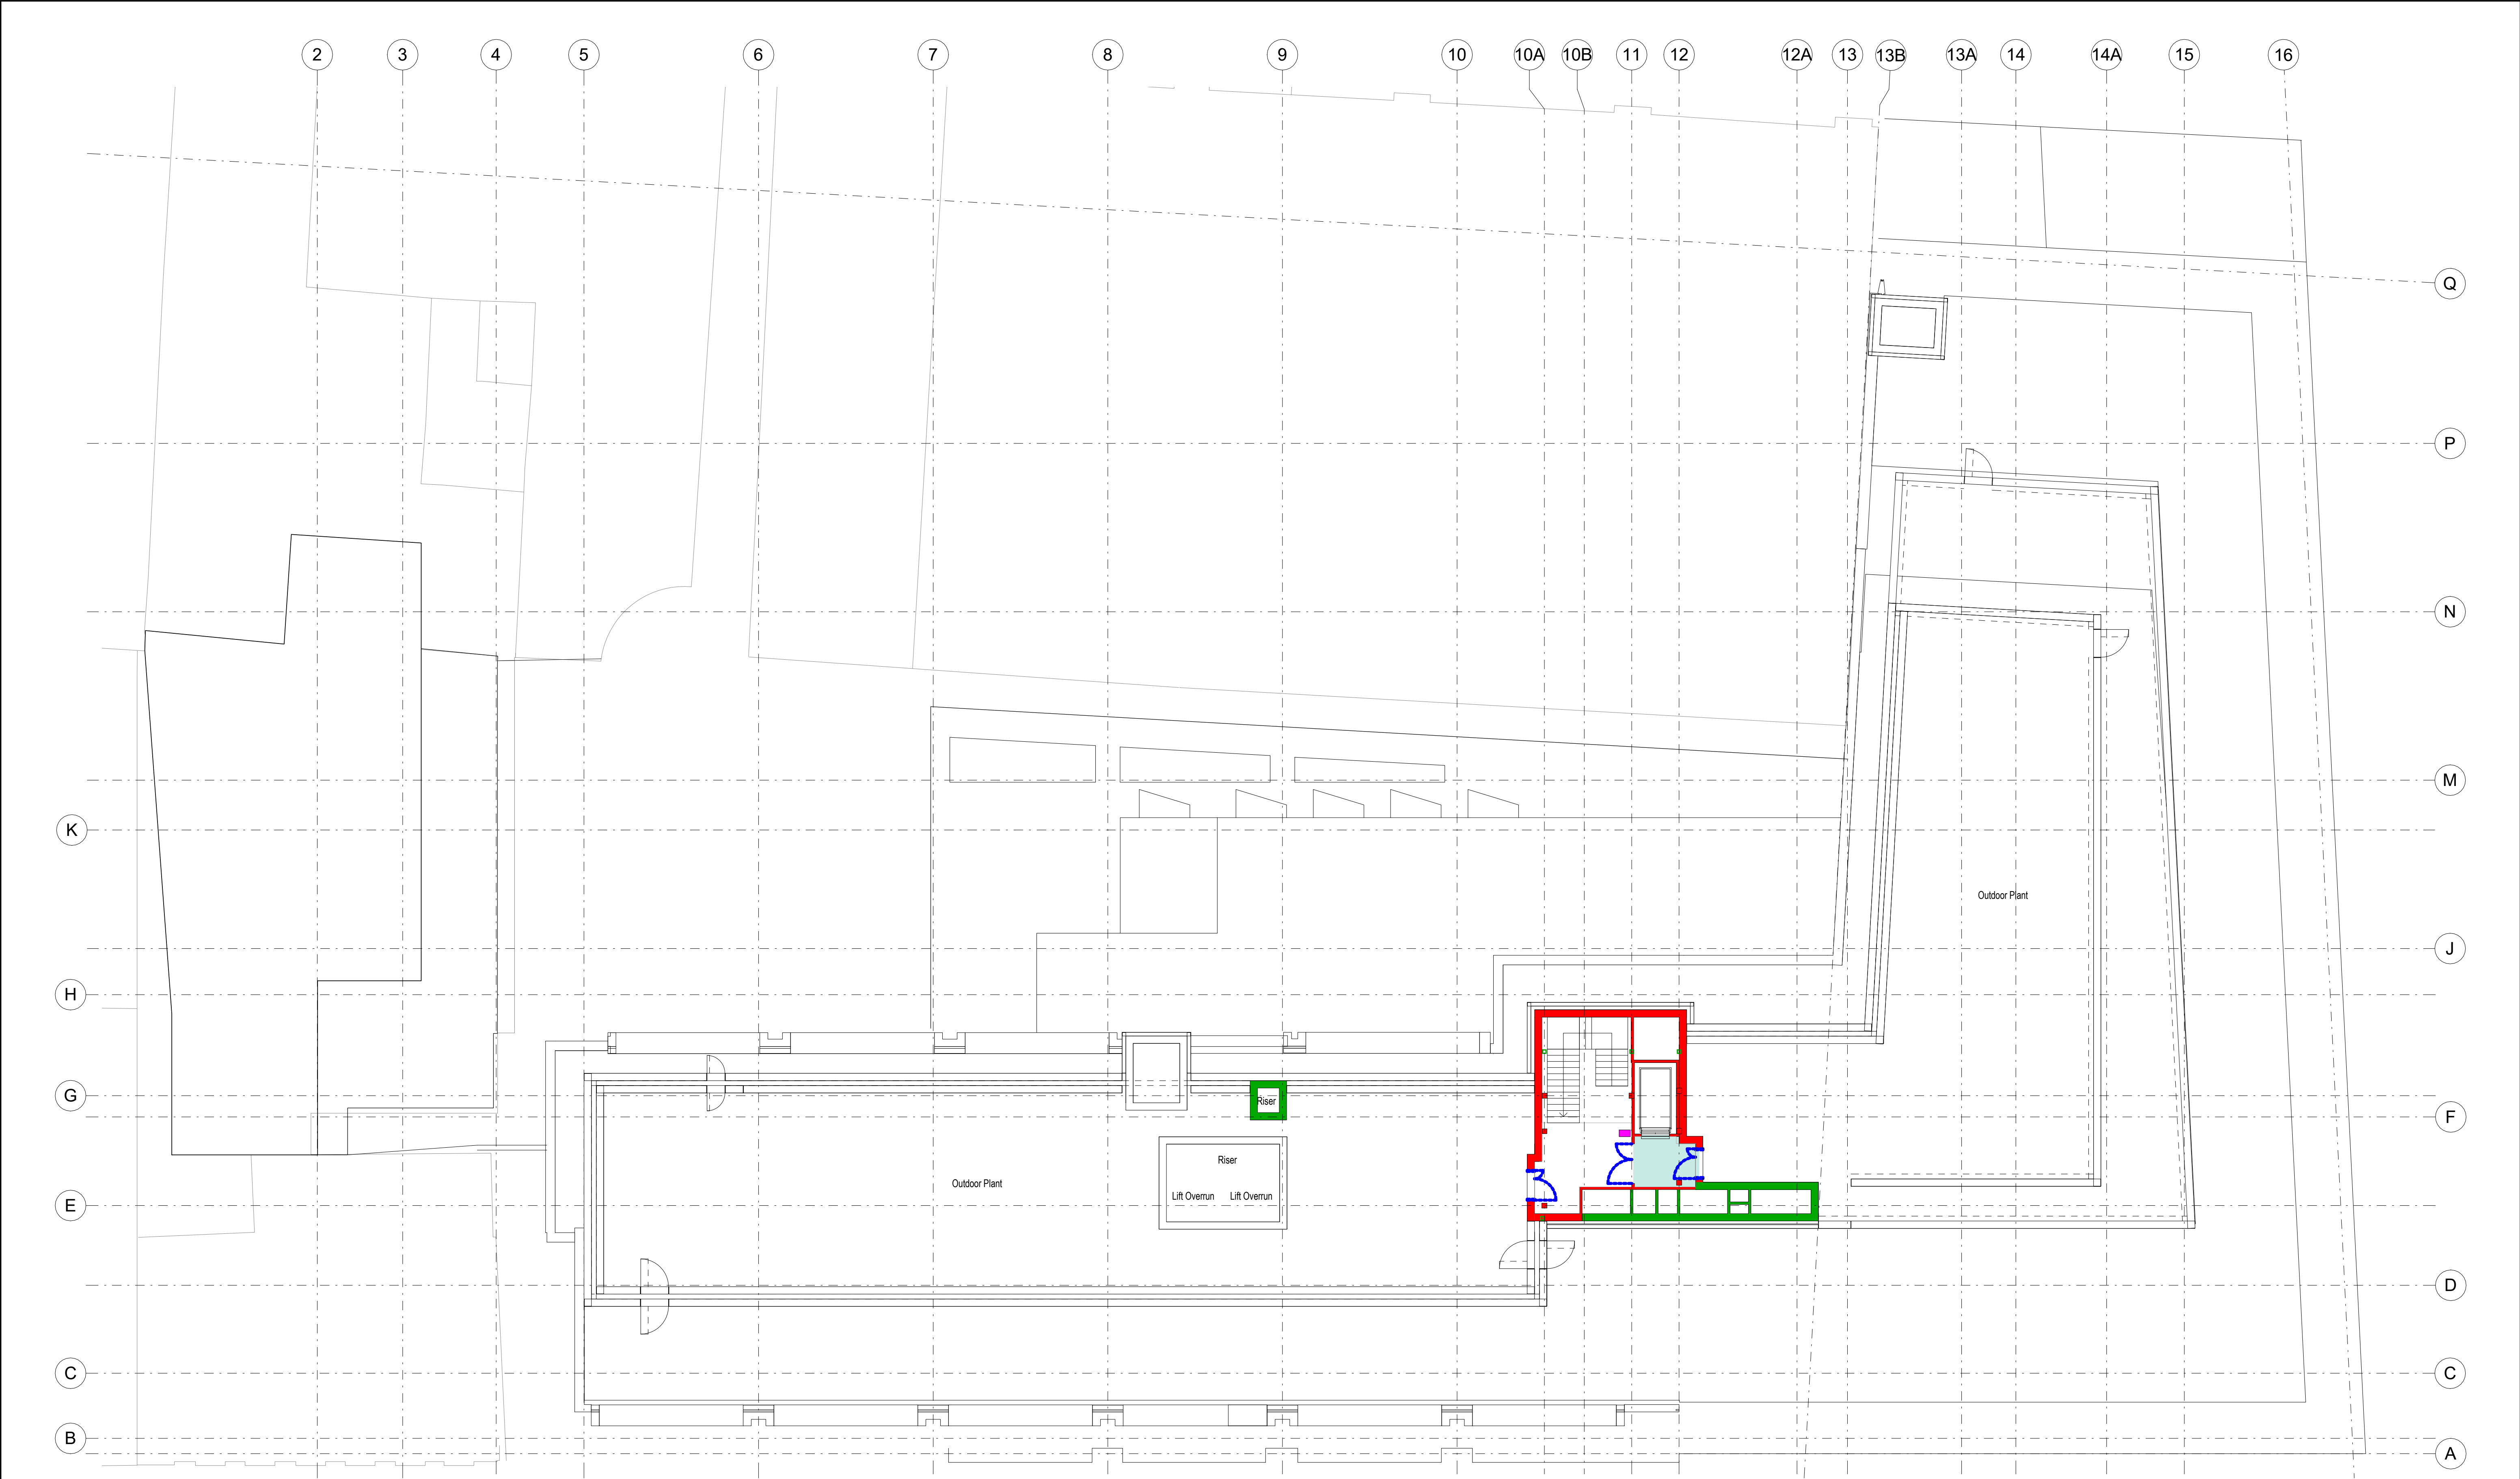 2 3 4 5 6 7 8 9 10 10A 10B 11 12 12A 13 13B 13A 14 14A 15 16
Q
P
N
M
K
Outdoor Plant
J
H
G
Riser
F
Riser
Outdoor Plant
Lift Overrun Lift Overrun
E
D
C C
B
A